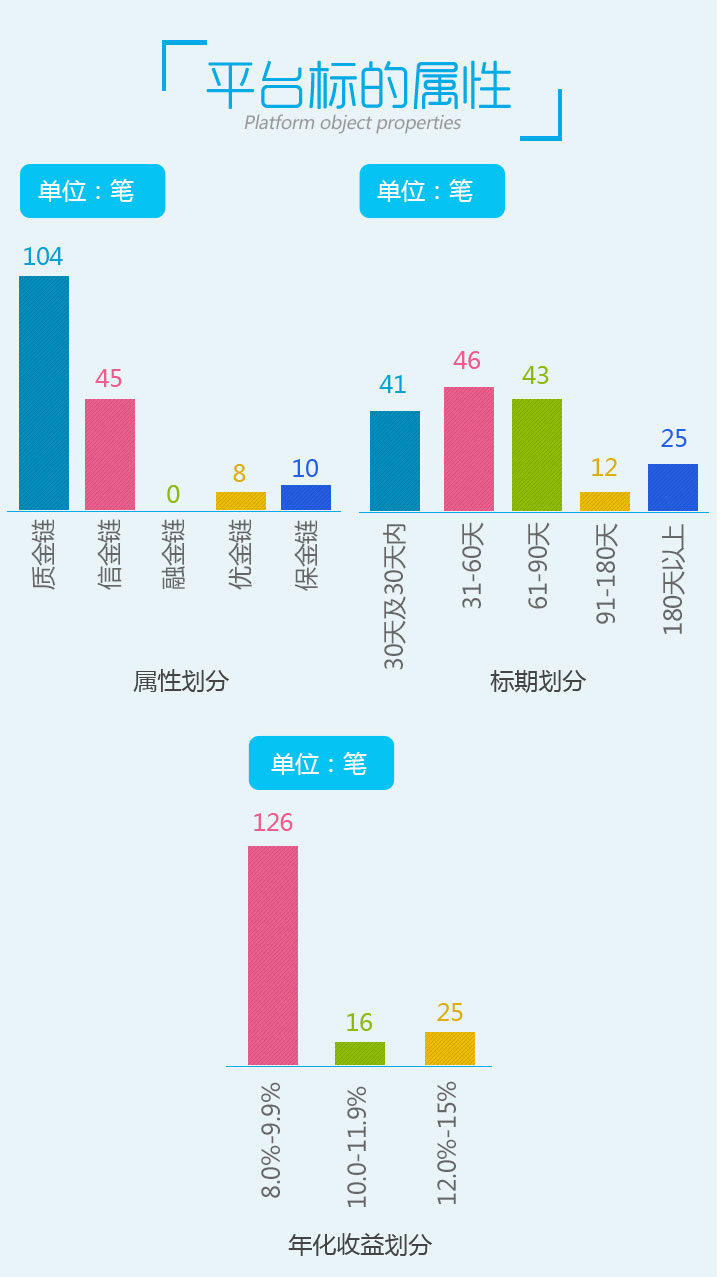 平台标的属性
Platform object properties
单位：笔
104
45
0
8
10
质金链
信金链
融金链
优金链
保金链
属性划分
单位：笔
41
46
43
12
25
30天及30天内
31-60天
61-90天
91-180天
180天以上
标期划分
单位：笔
126
16
25
8.0%-9.9%
10.0-11.9%
12.0%-15%
年化收益划分